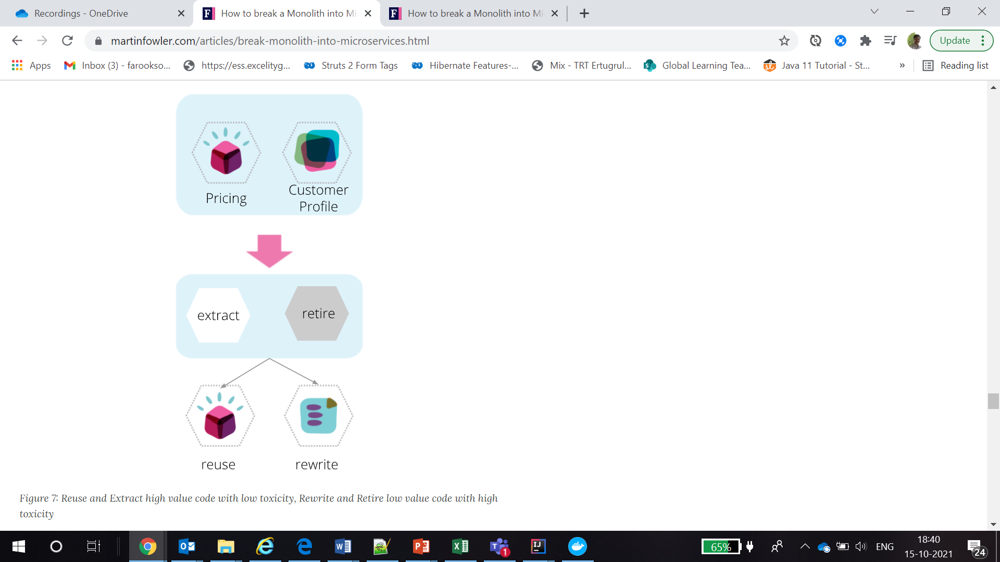 Recordings - OneDrive
How to break a Monolith into Mi
How to break a Monolith into Mi
martinfowler.com/articles/break-monolith-into-microservices.html
Update
Apps
Inbox (3) - farookso...
https://ess.excelityg...
Struts 2 Form Tags
Hibernate Features-...
Mix - TRT Ertugrul...
Global Learning Tea...
Java 11 Tutorial - St...
»
Reading list
Pricing
Customer
Profile
extract
retire
reuse
rewrite
Figure 7: Reuse and Extract high value code with low toxicity, Rewrite and Retire low value code with high
toxicity
65%
ENG
18:40
15-10-2021
24
1